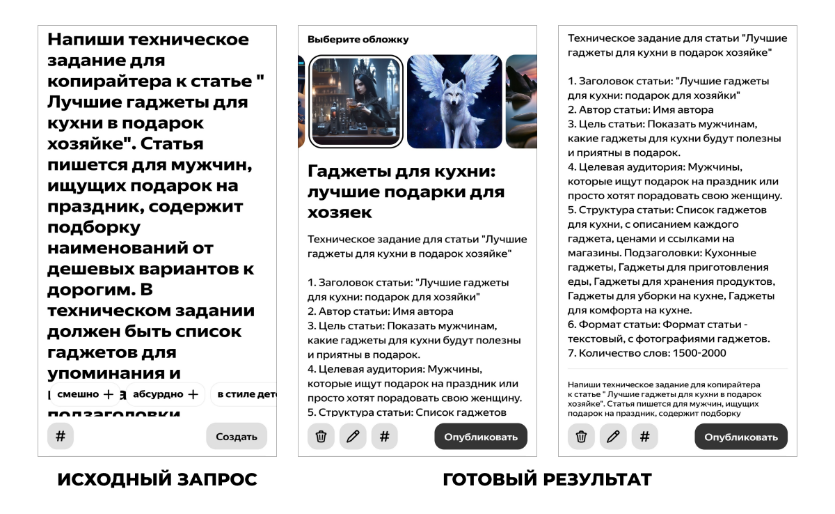 Напиши техническое
задание для
копирайтера к статье "
Лучшие гаджеты для
кухни в подарок
хозяйке". Статья
пишется для мужчин,
ищущих подарок на
праздник, содержит
подборку
наименований от
дешевых вариантов к
дорогим. В
техническом задании
должен быть список
гаджетов для
упоминания и
смешно + абсурдно + в стиле дет
подзаголовки
# Создать
ИСХОДНЫЙ ЗАПРОС
Выберите обложку
Гаджеты для кухни:
лучшие подарки для
хозяек
Техническое задание для статьи "Лучшие
гаджеты для кухни в подарок хозяйке"
1. Заголовок статьи: "Лучшие гаджеты
для кухни: подарок для хозяйки"
2. Автор статьи: Имя автора
3. Цель статьи: Показать мужчинам,
какие гаджеты для кухни будут полезны
и приятны в подарок.
4. Целевая аудитория: Мужчины,
которые ищут подарок на праздник или
просто хотят порадовать свою женщину.
5. Структура статьи: Список гаджетов
# Опубликовать
Техническое задание для статьи "Лучшие
гаджеты для кухни в подарок хозяйке"
1. Заголовок статьи: "Лучшие гаджеты
для кухни: подарок для хозяйки"
2. Автор статьи: Имя автора
3. Цель статьи: Показать мужчинам,
какие гаджеты для кухни будут полезны
и приятны в подарок.
4. Целевая аудитория: Мужчины,
которые ищут подарок на праздник или
просто хотят порадовать свою женщину.
5. Структура статьи: Список гаджетов
для кухни, с описанием каждого
гаджета, ценами и ссылками на
магазины. Подзаголовки: Кухонные
гаджеты, Гаджеты для приготовления
еды, Гаджеты для хранения продуктов,
Гаджеты для уборки на кухне, Гаджеты
для комфорта на кухне.
6. Формат статьи: Формат статьи -
текстовый, с фотографиями гаджетов.
7. Количество слов: 1500-2000
Напиши техническое задание для копирайтера
к статье " Лучшие гаджеты для кухни в подарок
хозяйке". Статья пишется для мужчин, ищущих
подарок на праздник, содержит подборку
# Опубликовать
ГОТОВЫЙ РЕЗУЛЬТАТ